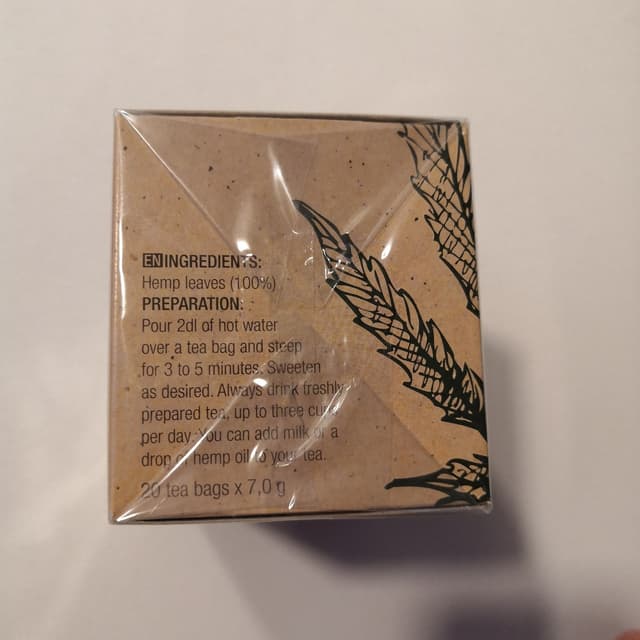 EN INGREDIENTS:
Hemp leaves (100%)
PREPARATION:
Pour 2dl of hot water
over a tea bag and steep
for 3 to 5 minutes. Sweeten
as desired. Always drink freshly
prepared tea, up to three cups
per day. You can add milk or a
drop of hemp oil to your tea.
20 tea bags x 7,0 g